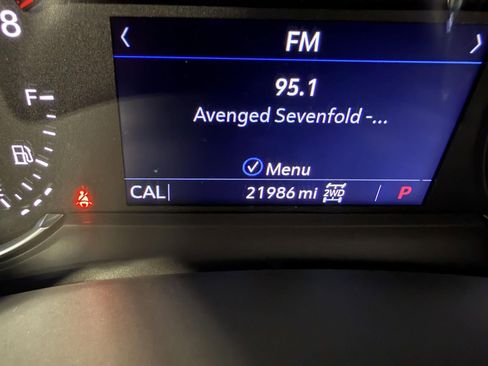 8
FM
95.1
F
Avenged Sevenfold -...
Menu
CAL
21986 mi
2WD
P